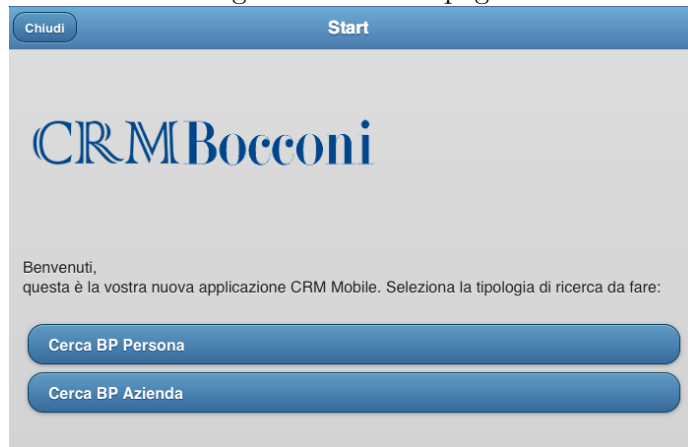 Chiudi
Start
CRMBocconi
Benvenuti,
questa è la vostra nuova applicazione CRM Mobile. Seleziona la tipologia di ricerca da fare:
Cerca BP Persona
Cerca BP Azienda